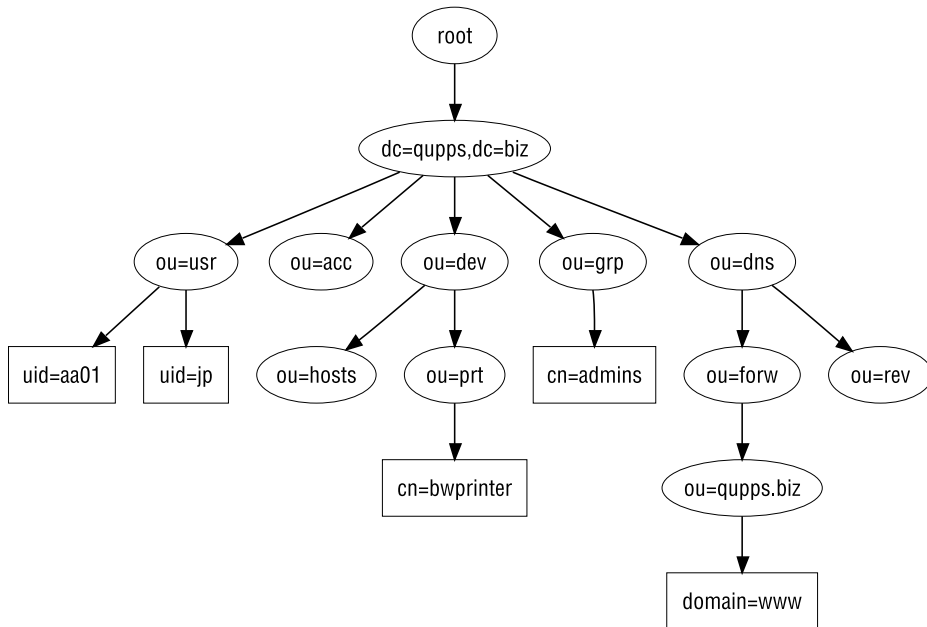 root
dc=qupps,dc=biz
ou=usr
ou=acc
ou=dev
ou=grp
ou=dns
uid=aa01
uid=jp
ou=hosts
ou=prt
cn=admins
ou=forw
ou=rev
cn=bwprinter
ou=qupps.biz
domain=www